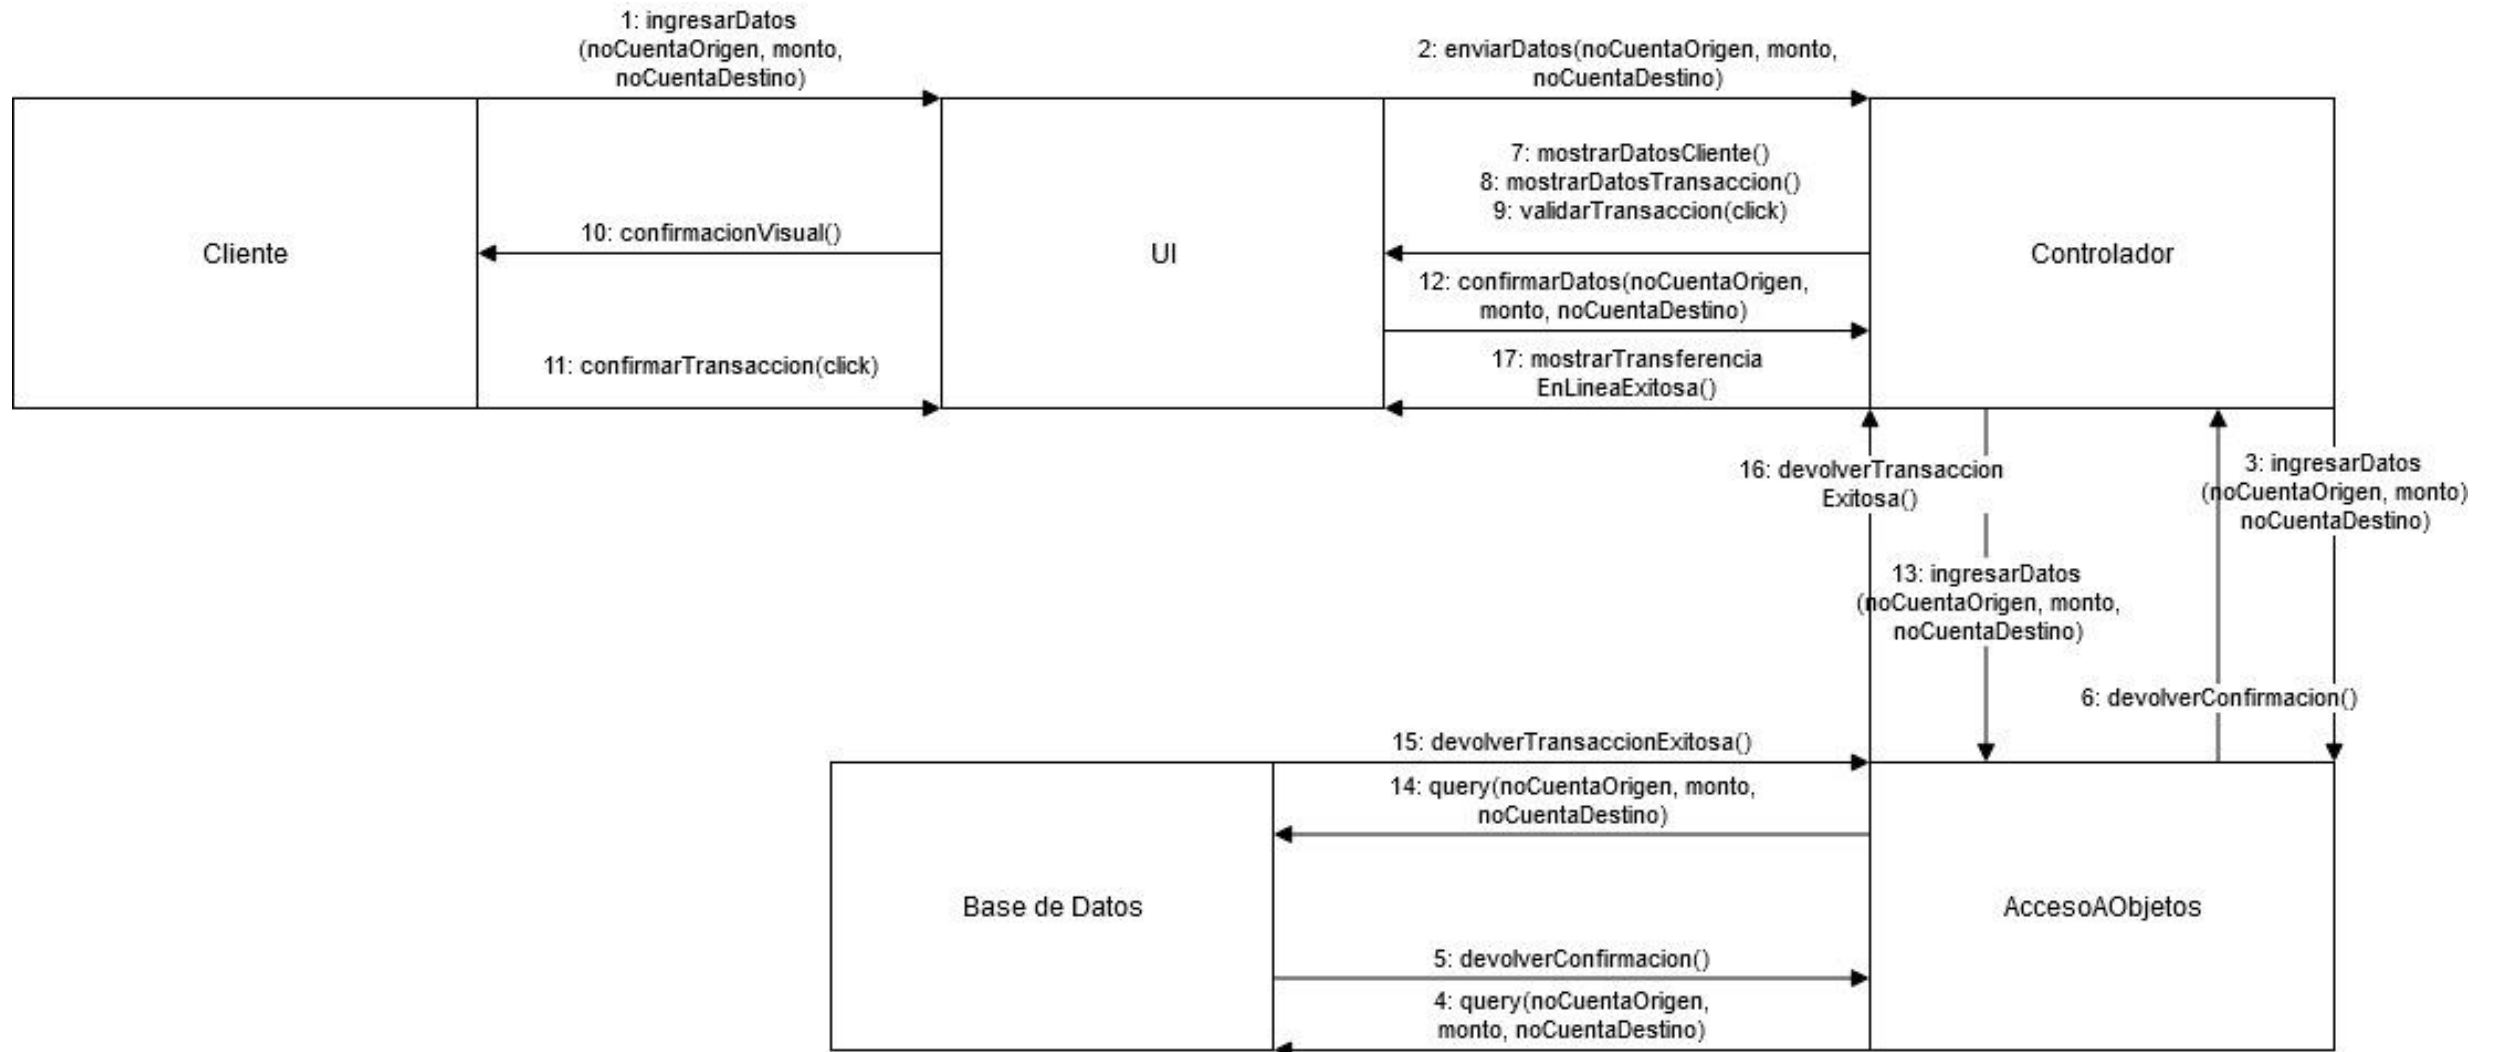 1: ingresarDatos
(noCuentaOrigen, monto,
noCuentaDestino)
2: enviarDatos(noCuentaOrigen, monto,
noCuentaDestino)
7: mostrarDatosCliente()
8: mostrarDatosTransaccion()
9: validarTransaccion(click)
10: confirmacionVisual()
Cliente
UI
Controlador
12: confirmarDatos(noCuentaOrigen,
monto, noCuentaDestino)
11: confirmarTransaccion(click)
17: mostrarTransferencia
EnLineaExitosa()
16: devolverTransaccion
Exitosa()
3: ingresarDatos
(noCuentaOrigen, monto)
noCuentaDestino)
13: ingresarDatos
(noCuentaOrigen, monto,
noCuentaDestino)
6: devolverConfirmacion()
15: devolverTransaccionExitosa()
14: query(noCuentaOrigen, monto,
noCuentaDestino)
Base de Datos
AccesoAObjetos
5: devolverConfirmacion()
4: query(noCuentaOrigen,
monto, noCuentaDestino)